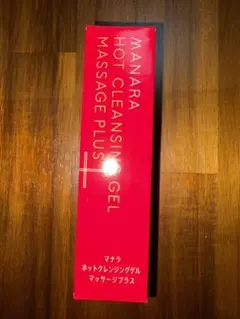 MANARA
HOT CLEANSING GEL
MASSAGE PLUS
マナラ
ホットクレンジングゲル
マッサージプラス